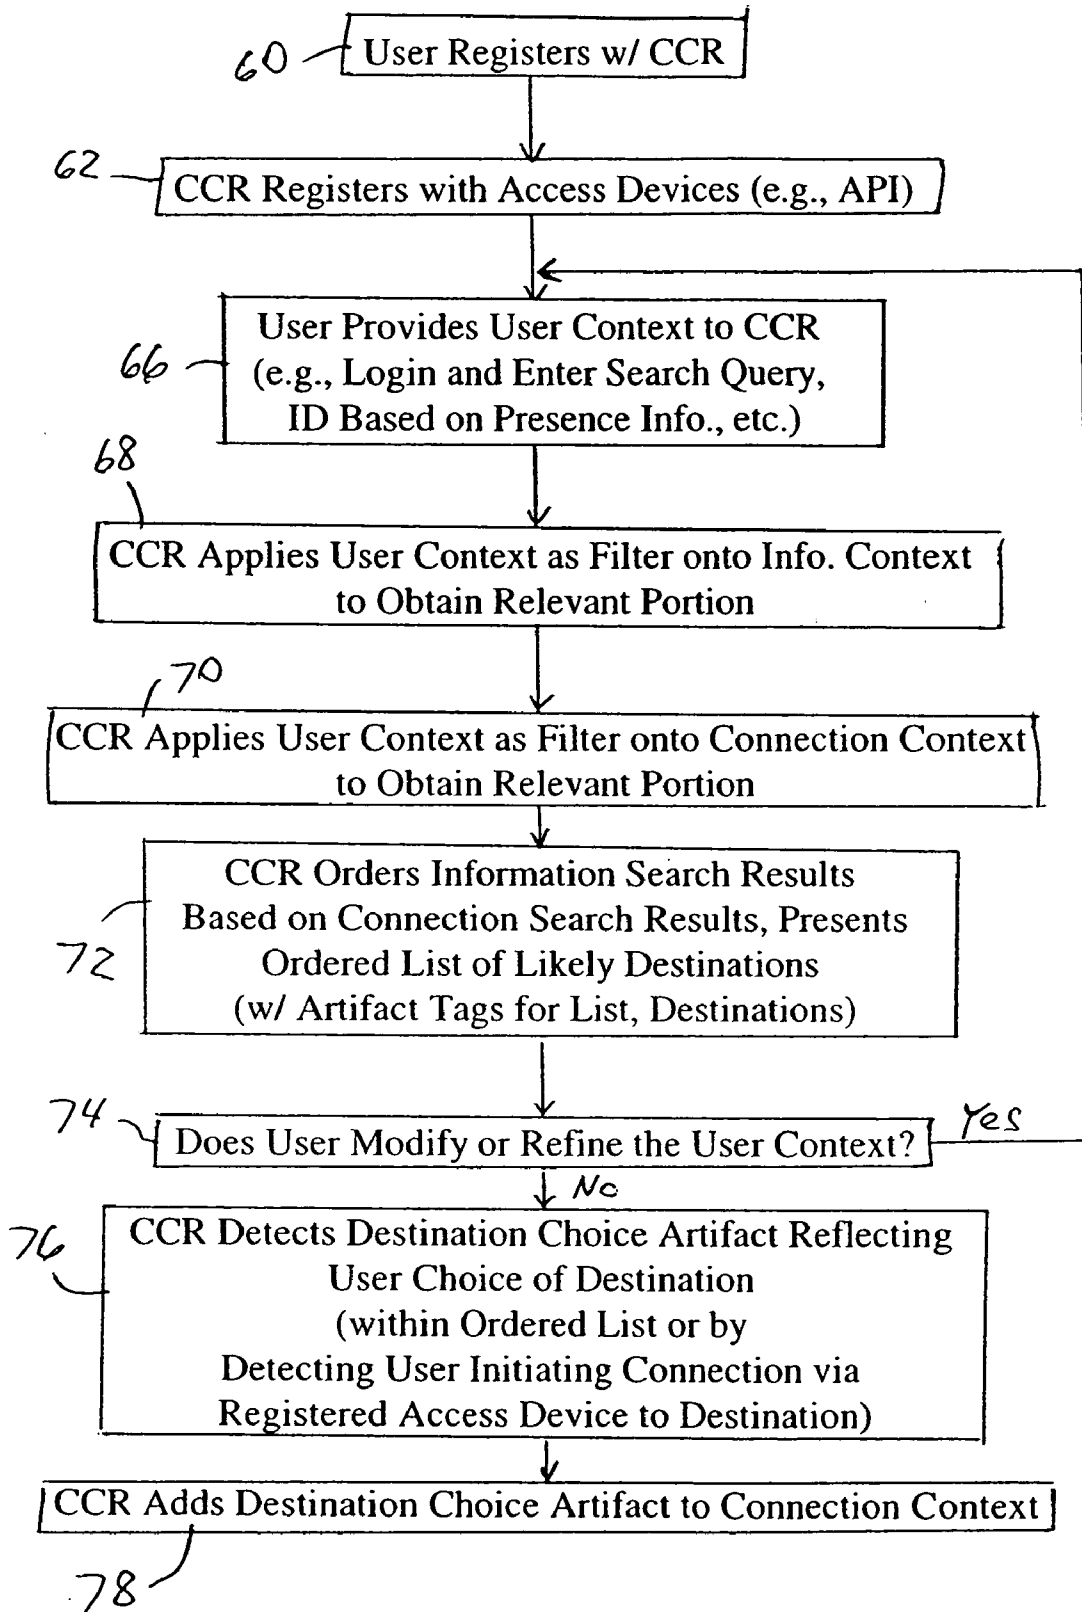 60
User Registers w/ CCR
62
CCR Registers with Access Devices (e.g., API)
User Provides User Context to CCR
66
(e.g., Login and Enter Search Query,
ID Based on Presence Info., etc.)
68
CCR Applies User Context as Filter onto Info. Context
to Obtain Relevant Portion
70
CCR Applies User Context as Filter onto Connection Context
to Obtain Relevant Portion
CCR Orders Information Search Results
Based on Connection Search Results, Presents
72
Ordered List of Likely Destinations
(w/ Artifact Tags for List, Destinations)
74
Does User Modify or Refine the User Context?
Yes
No
76
CCR Detects Destination Choice Artifact Reflecting
User Choice of Destination
(within Ordered List or by
Detecting User Initiating Connection via
Registered Access Device to Destination)
CCR Adds Destination Choice Artifact to Connection Context
78